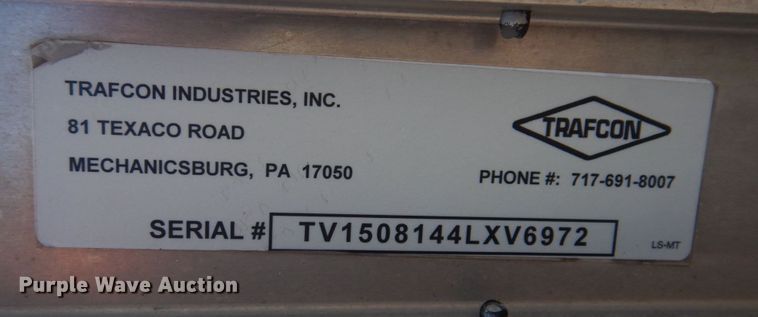 TRAFCON INDUSTRIES, INC.
81 TEXACO ROAD
MECHANICSBURG, PA 17050
TRAFCON
PHONE #: 717-691-8007
SERIAL # TV1508144LXV6972
LS-MT
Purple Wave Auction